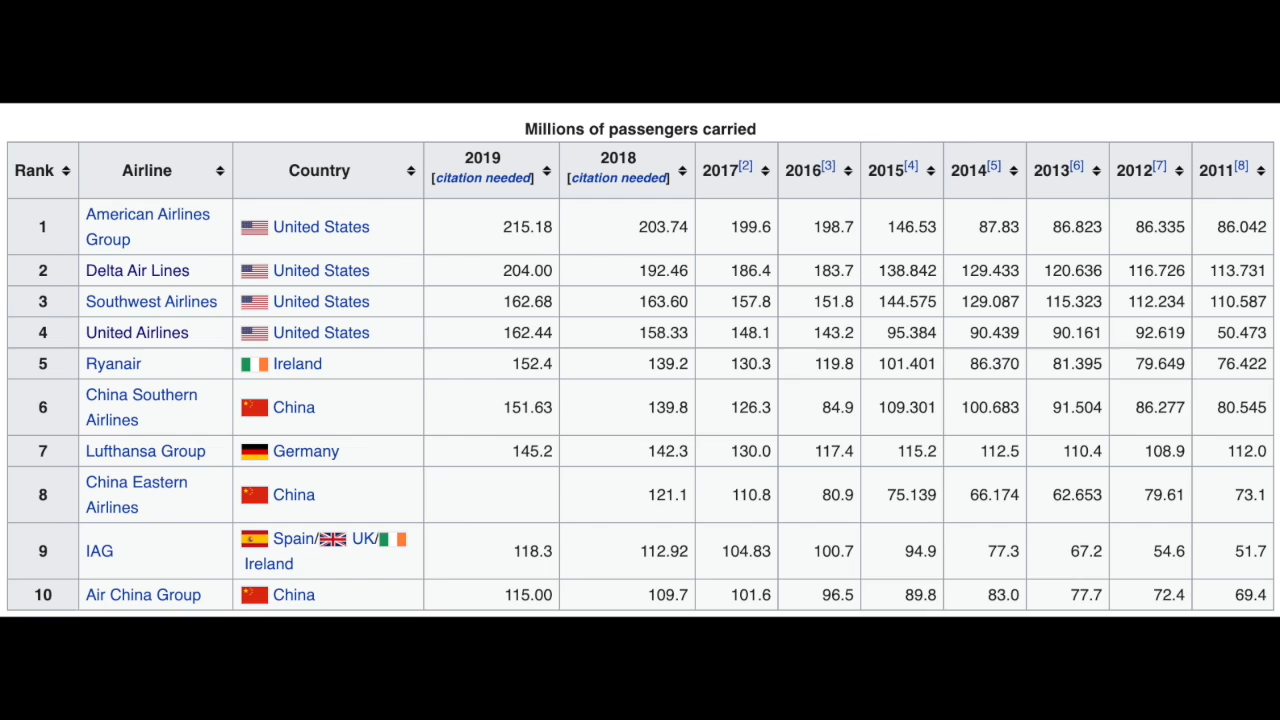 Millions of passengers carried
Rank Airline Country 2019 [citation needed] 2018 [citation needed] 2017[2] 2016[3] 2015[4] 2014[5] 2013[6] 2012[7] 2011[8]
1 American Airlines Group United States 215.18 203.74 199.6 198.7 146.53 87.83 86.823 86.335 86.042
2 Delta Air Lines United States 204.00 192.46 186.4 183.7 138.842 129.433 120.636 116.726 113.731
3 Southwest Airlines United States 162.68 163.60 157.8 151.8 144.575 129.087 115.323 112.234 110.587
4 United Airlines United States 162.44 158.33 148.1 143.2 95.384 90.439 90.161 92.619 50.473
5 Ryanair Ireland 152.4 139.2 130.3 119.8 101.401 86.370 81.395 79.649 76.422
6 China Southern Airlines China 151.63 139.8 126.3 84.9 109.301 100.683 91.504 86.277 80.545
7 Lufthansa Group Germany 145.2 142.3 130.0 117.4 115.2 112.5 110.4 108.9 112.0
8 China Eastern Airlines China 121.1 110.8 80.9 75.139 66.174 62.653 79.61 73.1
9 IAG Spain/ UK/ Ireland 118.3 112.92 104.83 100.7 94.9 77.3 67.2 54.6 51.7
10 Air China Group China 115.00 109.7 101.6 96.5 89.8 83.0 77.7 72.4 69.4